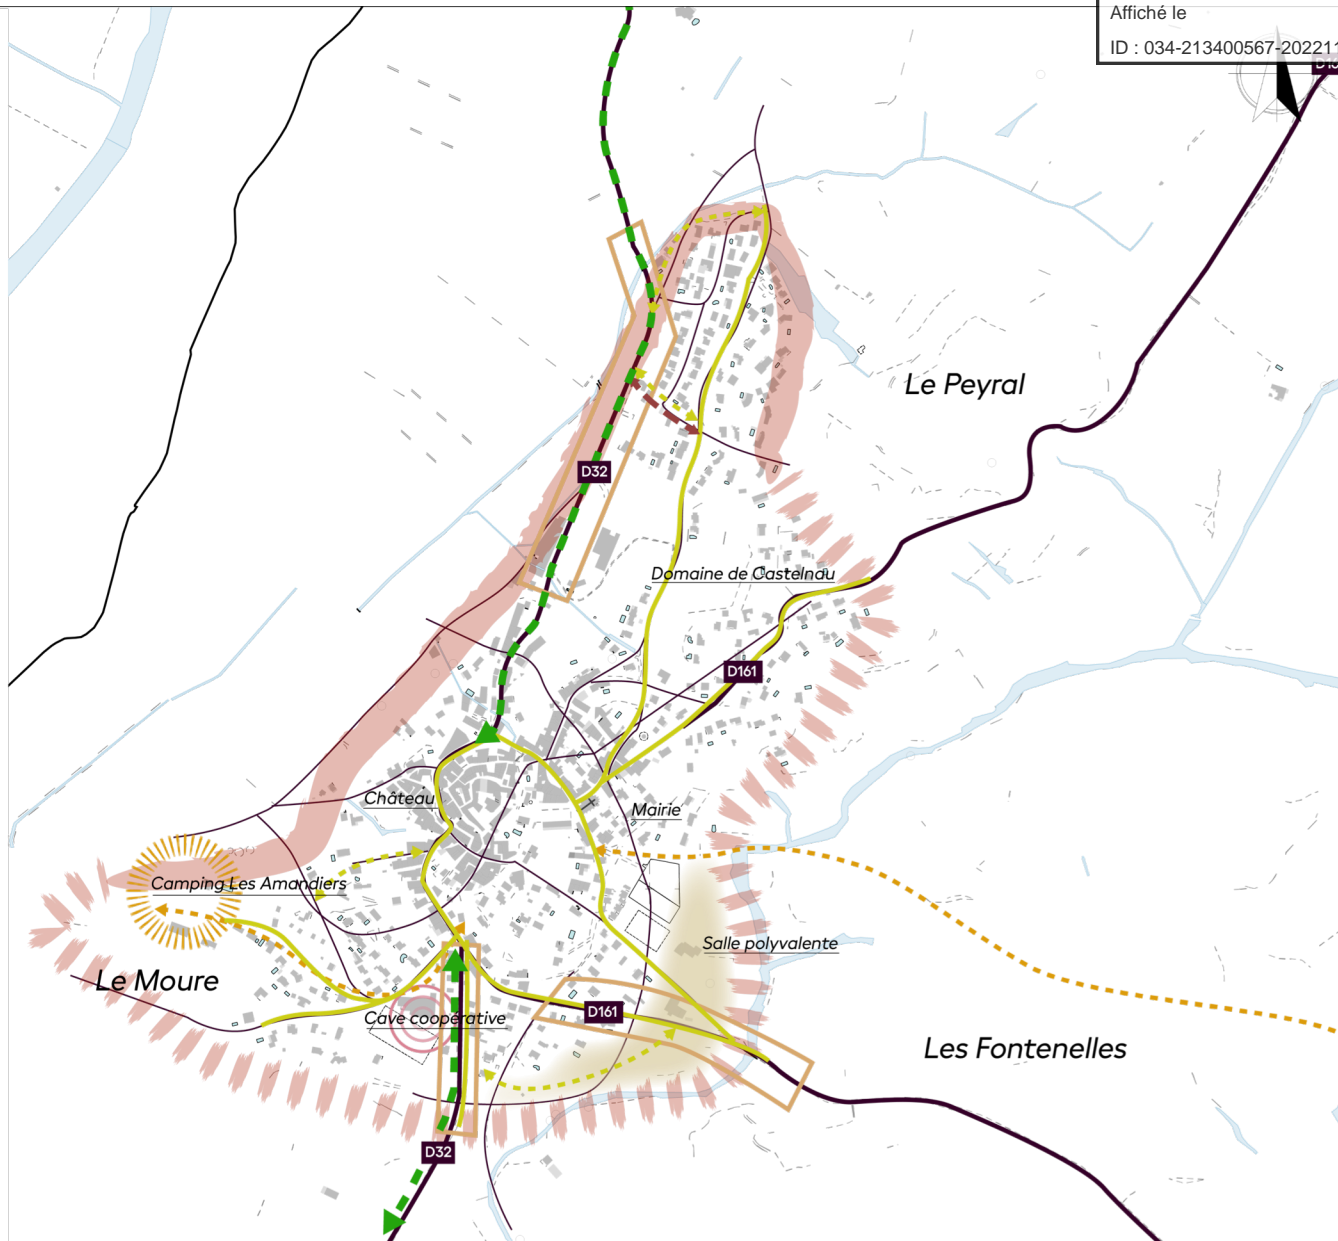 Affiché le
ID : 034-213400567-202211
Le Peyral
D32
Domaine de Castelnau
D161
Château
Mairie
Camping Les Amandiers
Salle polyvalente
Le Moure
D161
Cave coopérative
Les Fontenelles
D32